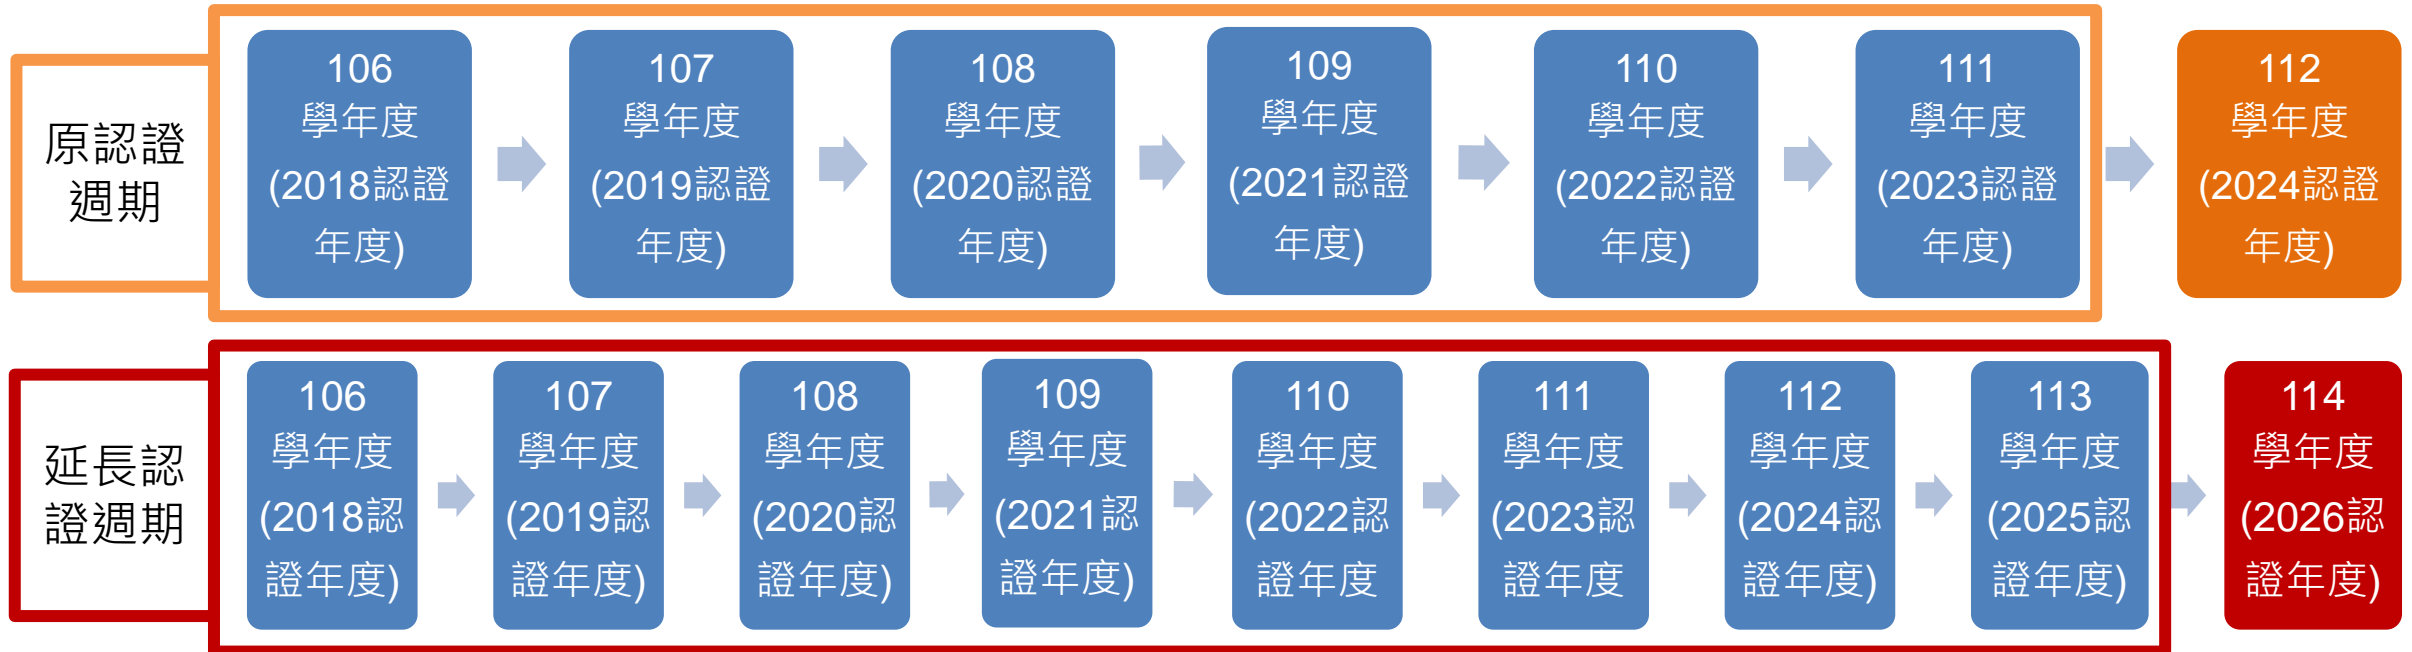 原認證
週期
106
學年度
(2018認證
年度)
107
學年度
(2019認證
年度)
108
學年度
(2020認證
年度)
109
學年度
(2021認證
年度)
110
學年度
(2022認證
年度)
111
學年度
(2023認證
年度)
112
學年度
(2024認證
年度)
延長認
證週期
106
學年度
(2018認
證年度)
107
學年度
(2019認
證年度)
108
學年度
(2020認
證年度)
109
學年度
(2021認
證年度)
110
學年度
(2022認
證年度
111
學年度
(2023認
證年度
112
學年度
(2024認
證年度)
113
學年度
(2025認
證年度)
114
學年度
(2026認
證年度)